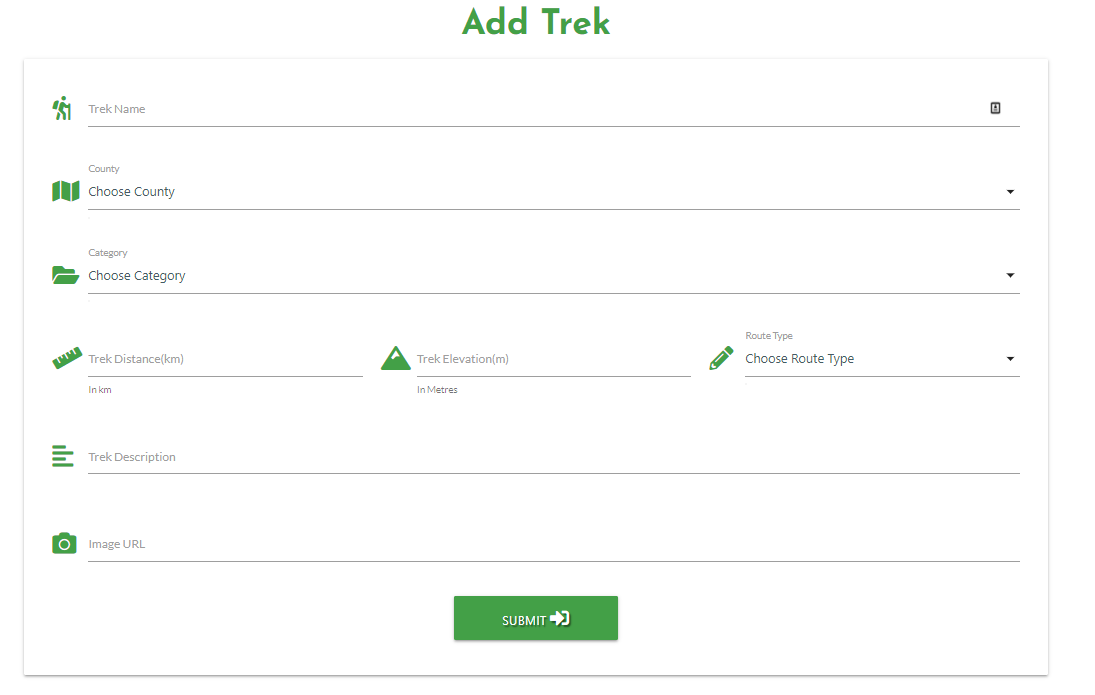 Add Trek
Trek Name
County
Choose County
Category
Choose Category
Route Type
Trek Distance(km) Trek Elevation(m) Choose Route Type
In km In Metres
Trek Description
Image URL
SUBMIT